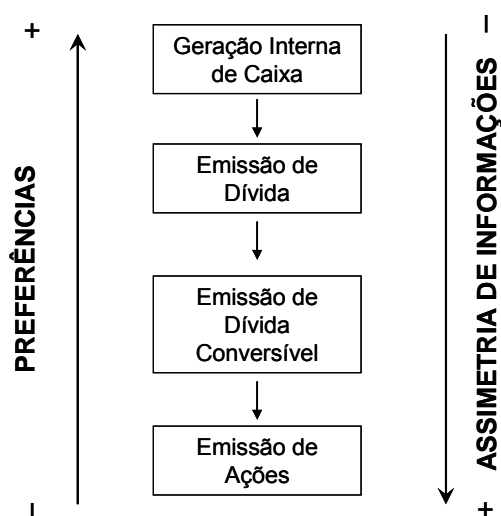 +
–
Geração Interna
de Caixa
Emissão de
Dívida
Emissão de
Dívida
Conversível
Emissão de
Ações
PREFERÊNCIAS
ASSIMETRIA DE INFORMAÇÕES
–
+